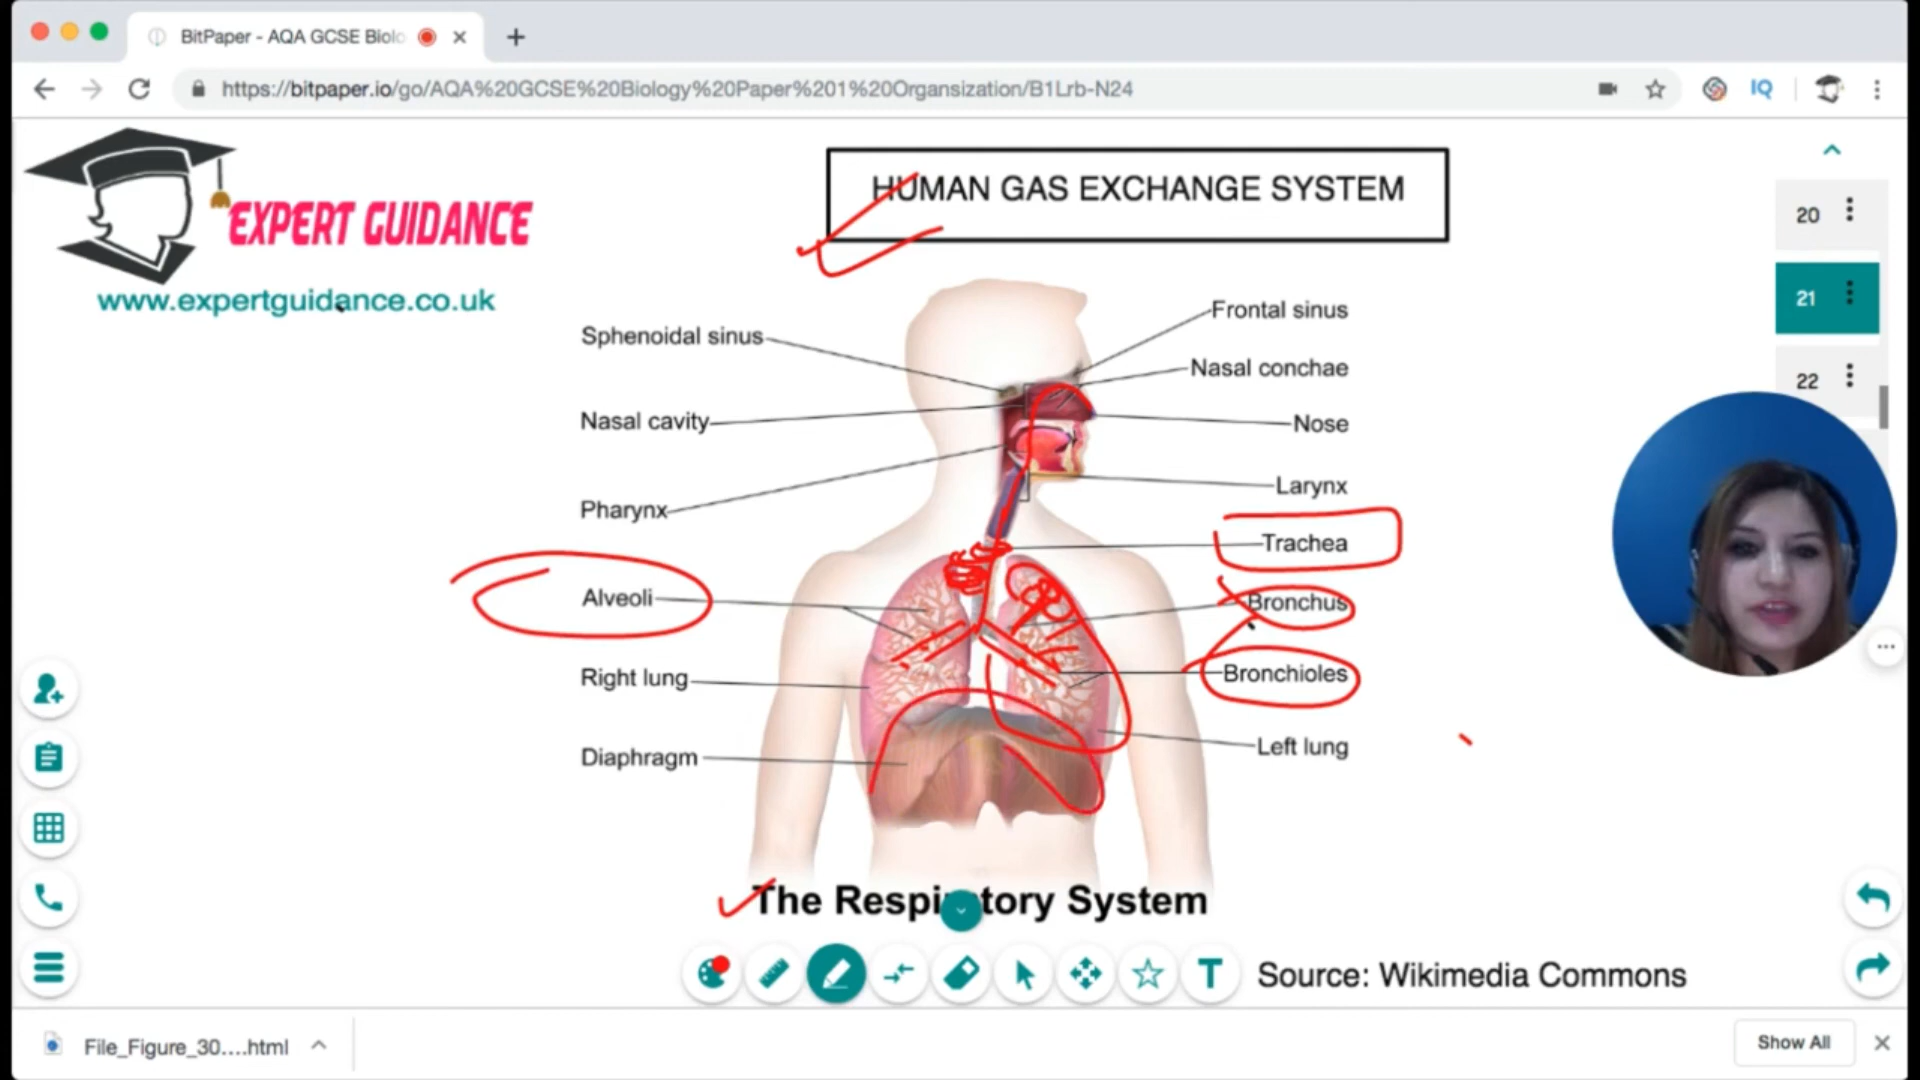 BitPaper - AQA GCSE Biolo
https://bitpaper.io/go/AQA%20GCSE%20Biology%20Paper%201%20Organsization/B1Lrb-N24
IQ
EXPERT GUIDANCE
www.expertguidance.co.uk
HUMAN GAS EXCHANGE SYSTEM
20
21
22
Frontal sinus
Sphenoidal sinus
Nasal conchae
Nasal cavity
Nose
Larynx
Pharynx
Trachea
Alveoli
Bronchus
Right lung
Bronchioles
Left lung
Diaphragm
The Respiratory System
T
Source: Wikimedia Commons
File_Figure_30....html
Show All